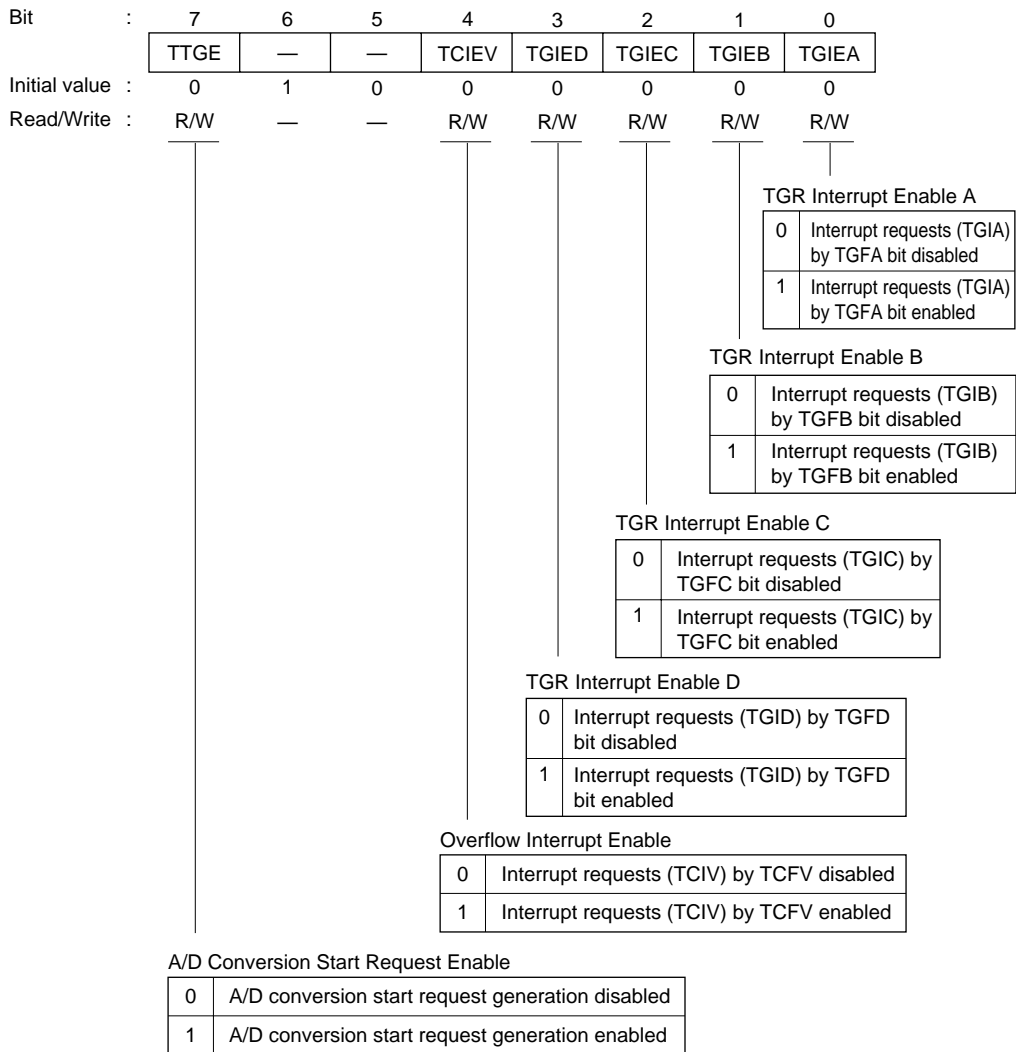 Bit : 7 6 5 4 3 2 1 0
TTGE — — TCIEV TGIED TGIEC TGIEB TGIEA
Initial value : 0 1 0 0 0 0 0 0
Read/Write : R/W — — R/W R/W R/W R/W R/W
TGR Interrupt Enable A
0 Interrupt requests (TGIA)
by TGFA bit disabled
1 Interrupt requests (TGIA)
by TGFA bit enabled
TGR Interrupt Enable B
0 Interrupt requests (TGIB)
by TGFB bit disabled
1 Interrupt requests (TGIB)
by TGFB bit enabled
TGR Interrupt Enable C
0 Interrupt requests (TGIC) by
TGFC bit disabled
1 Interrupt requests (TGIC) by
TGFC bit enabled
TGR Interrupt Enable D
0 Interrupt requests (TGID) by TGFD
bit disabled
1 Interrupt requests (TGID) by TGFD
bit enabled
Overflow Interrupt Enable
0 Interrupt requests (TCIV) by TCFV disabled
1 Interrupt requests (TCIV) by TCFV enabled
A/D Conversion Start Request Enable
0 A/D conversion start request generation disabled
1 A/D conversion start request generation enabled